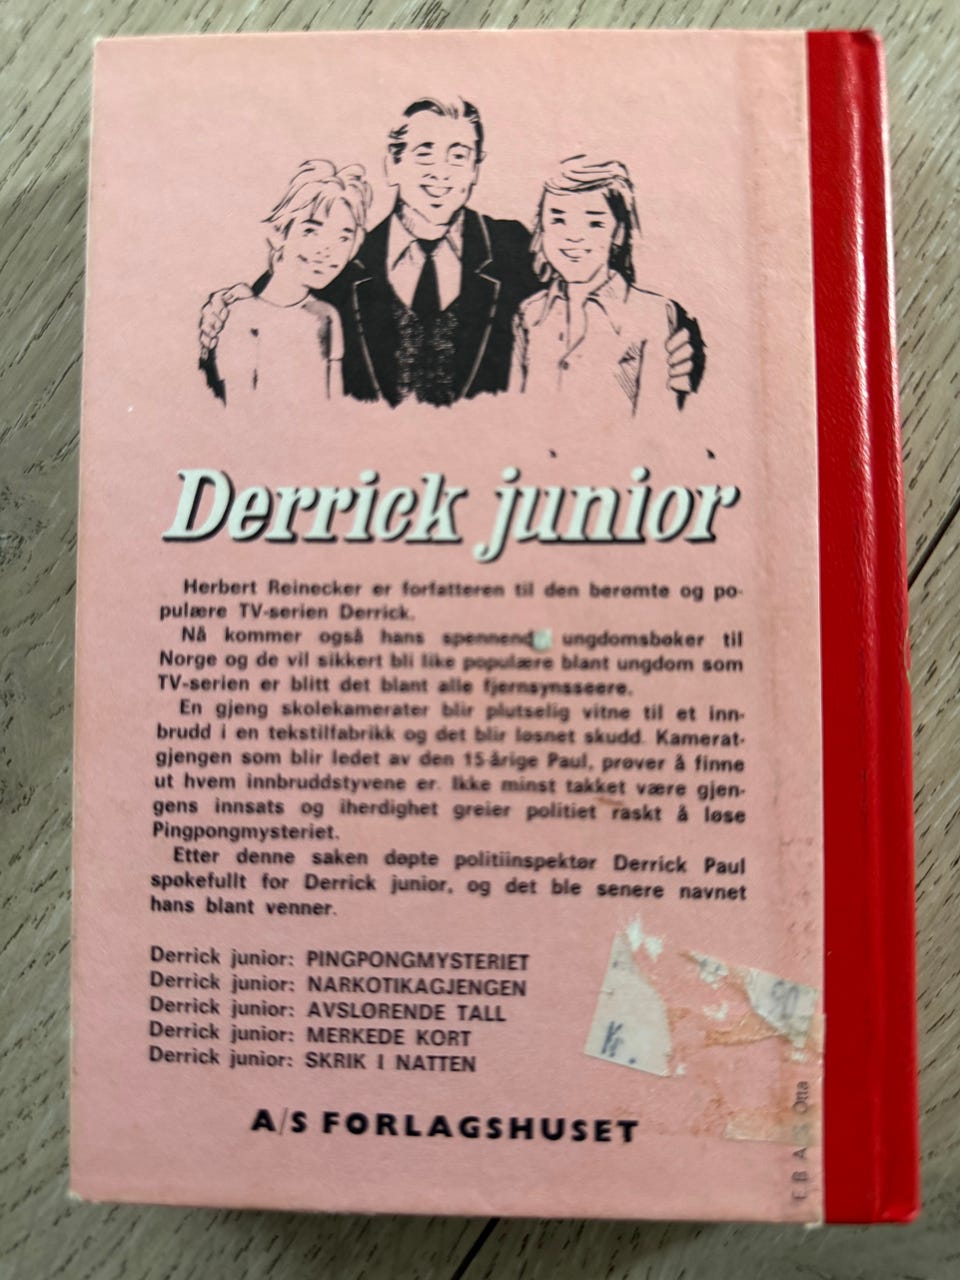 Derrick junior
Herbert Reinecker er forfatteren til den berømte og po-
pulære TV-serien Derrick.
Nå kommer også hans spennende ungdomsbøker til
Norge og de vil sikkert bli like populære blant ungdom som
TV-serien er blitt det blant alle fjernsynsseere.
En gjeng skolekamerater blir plutselig vitne til et inn-
brudd i en tekstilfabrikk og det blir løsnet skudd. Kamerat-
gjengen som blir ledet av den 15-årige Paul, prøver å finne
ut hvem innbruddstyvene er. Ikke minst takket være gjen-
gens innsats og iherdighet greier politiet raskt å løse
Pingpongmysteriet.
Etter denne saken døpte politiinspektør Derrick Paul
spøkefullt for Derrick junior, og det ble senere navnet
hans blant venner.
Derrick junior: PINGPONGMYSTERIET
Derrick junior: NARKOTIKAGJENGEN
Derrick junior: AVSLØRENDE TALL
Derrick junior: MERKEDE KORT
Derrick junior: SKRIK I NATTEN
Kr.
A/S FORLAGSHUSET
Otta